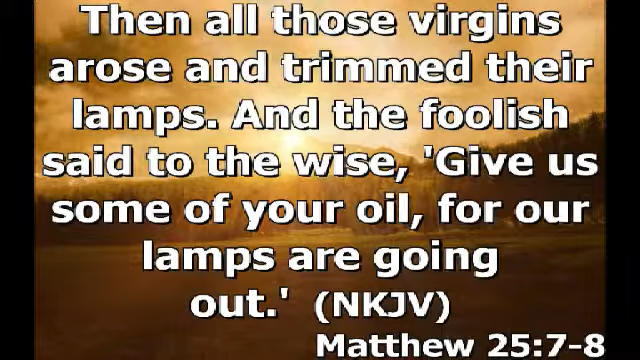 Then all those virgins
arose and trimmed their
lamps. And the foolish
said to the wise, 'Give us
some of your oil, for our
lamps are going
out.' (NKJV)
Matthew 25:7-8